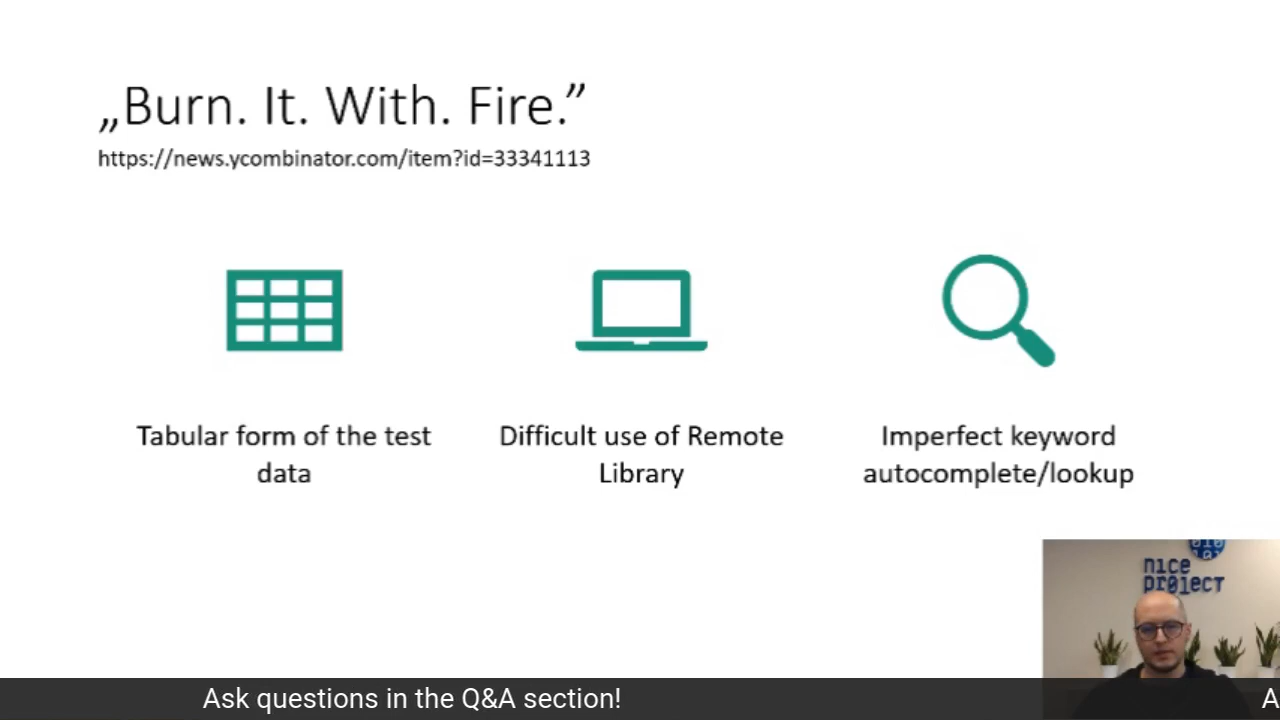 „Burn. It. With. Fire.”
https://news.ycombinator.com/item?id=33341113
Tabular form of the test
data
Difficult use of Remote
Library
Imperfect keyword
autocomplete/lookup
nice
pr0ject
Ask questions in the Q&A section!
A